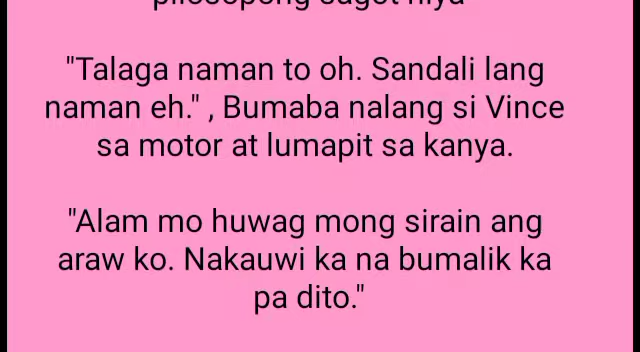 "Talaga naman to oh. Sandali lang
naman eh." , Bumaba nalang si Vince
sa motor at lumapit sa kanya.
"Alam mo huwag mong sirain ang
araw ko. Nakauwi ka na bumalik ka
pa dito."